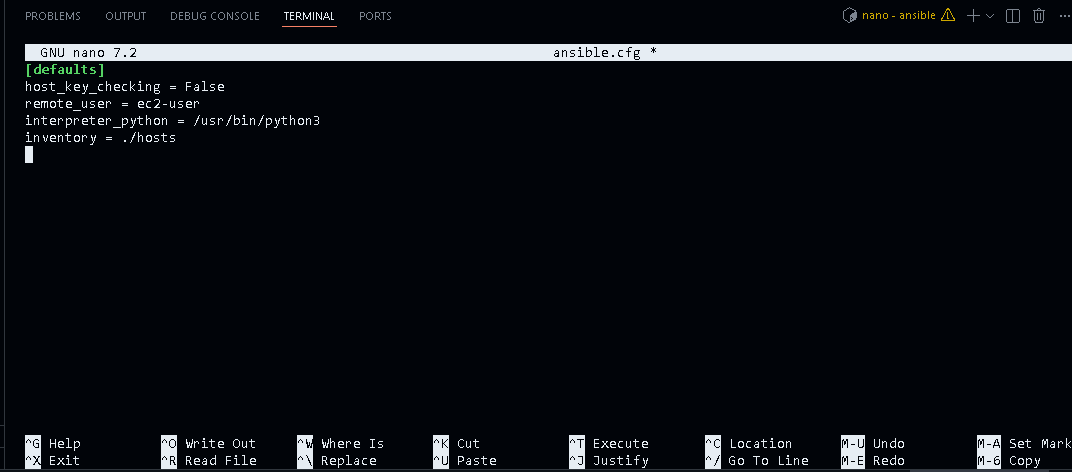 PROBLEMS OUTPUT DEBUG CONSOLE TERMINAL PORTS nano - ansible
GNU nano 7.2 ansible.cfg *
[defaults]
host_key_checking = False
remote_user = ec2-user
interpreter_python = /usr/bin/python3
inventory = ./hosts
^G Help ^O Write Out ^W Where Is ^K Cut ^T Execute ^C Location M-U Undo M-A Set Mark
^X Exit ^R Read File ^\ Replace ^U Paste ^J Justify ^/ Go To Line M-E Redo M-6 Copy